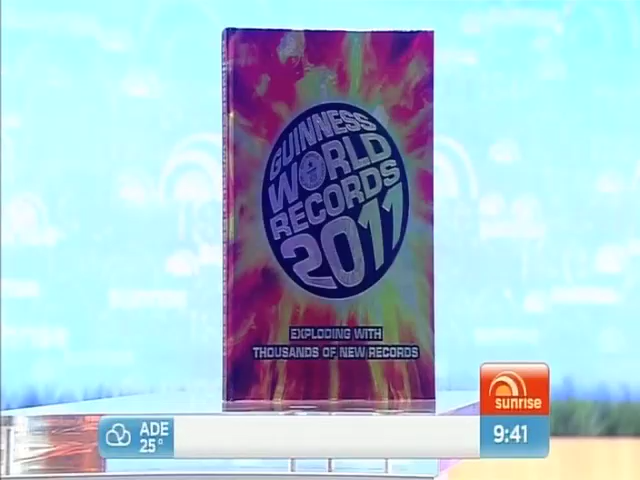 GUINNESS
WORLD
RECORDS
2011
EXPLODING WITH
THOUSANDS OF NEW RECORDS
sunrise
ADE
25°
9:41